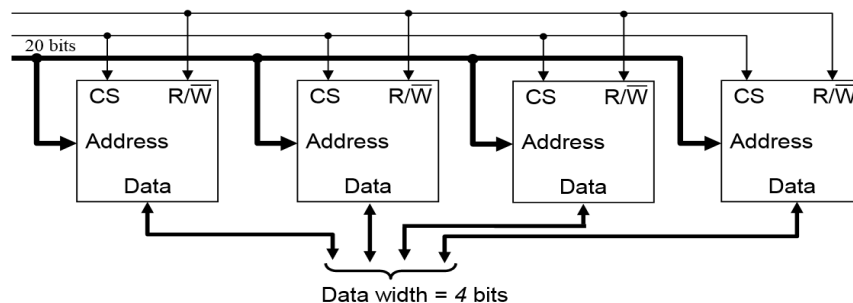 20 bits
CS R/W̅ CS R/W̅ CS R/W̅ CS R/W̅
Address Address Address Address
Data Data Data Data
Data width = 4 bits